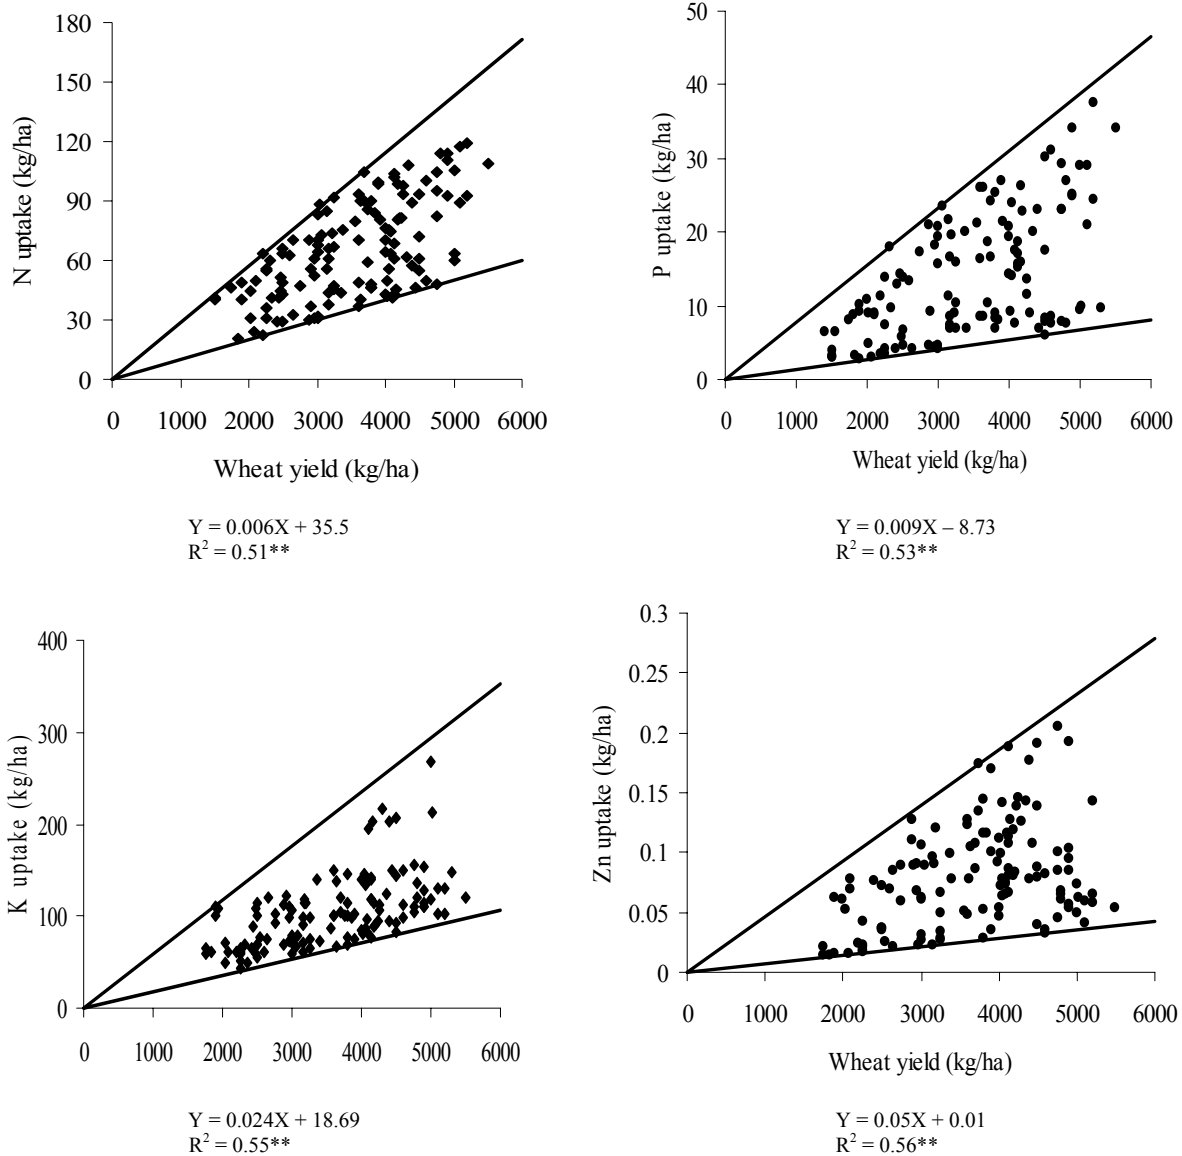 180
150
120
90
60
30
0
N uptake (kg/ha)
0 1000 2000 3000 4000 5000 6000
Wheat yield (kg/ha)
Y = 0.006X + 35.5
R² = 0.51**
50
40
30
20
10
0
P uptake (kg/ha)
0 1000 2000 3000 4000 5000 6000
Wheat yield (kg/ha)
Y = 0.009X – 8.73
R² = 0.53**
400
300
200
100
0
K uptake (kg/ha)
0 1000 2000 3000 4000 5000 6000
Y = 0.024X + 18.69
R² = 0.55**
0.3
0.25
0.2
0.15
0.1
0.05
0
Zn uptake (kg/ha)
0 1000 2000 3000 4000 5000 6000
Wheat yield (kg/ha)
Y = 0.05X + 0.01
R² = 0.56**